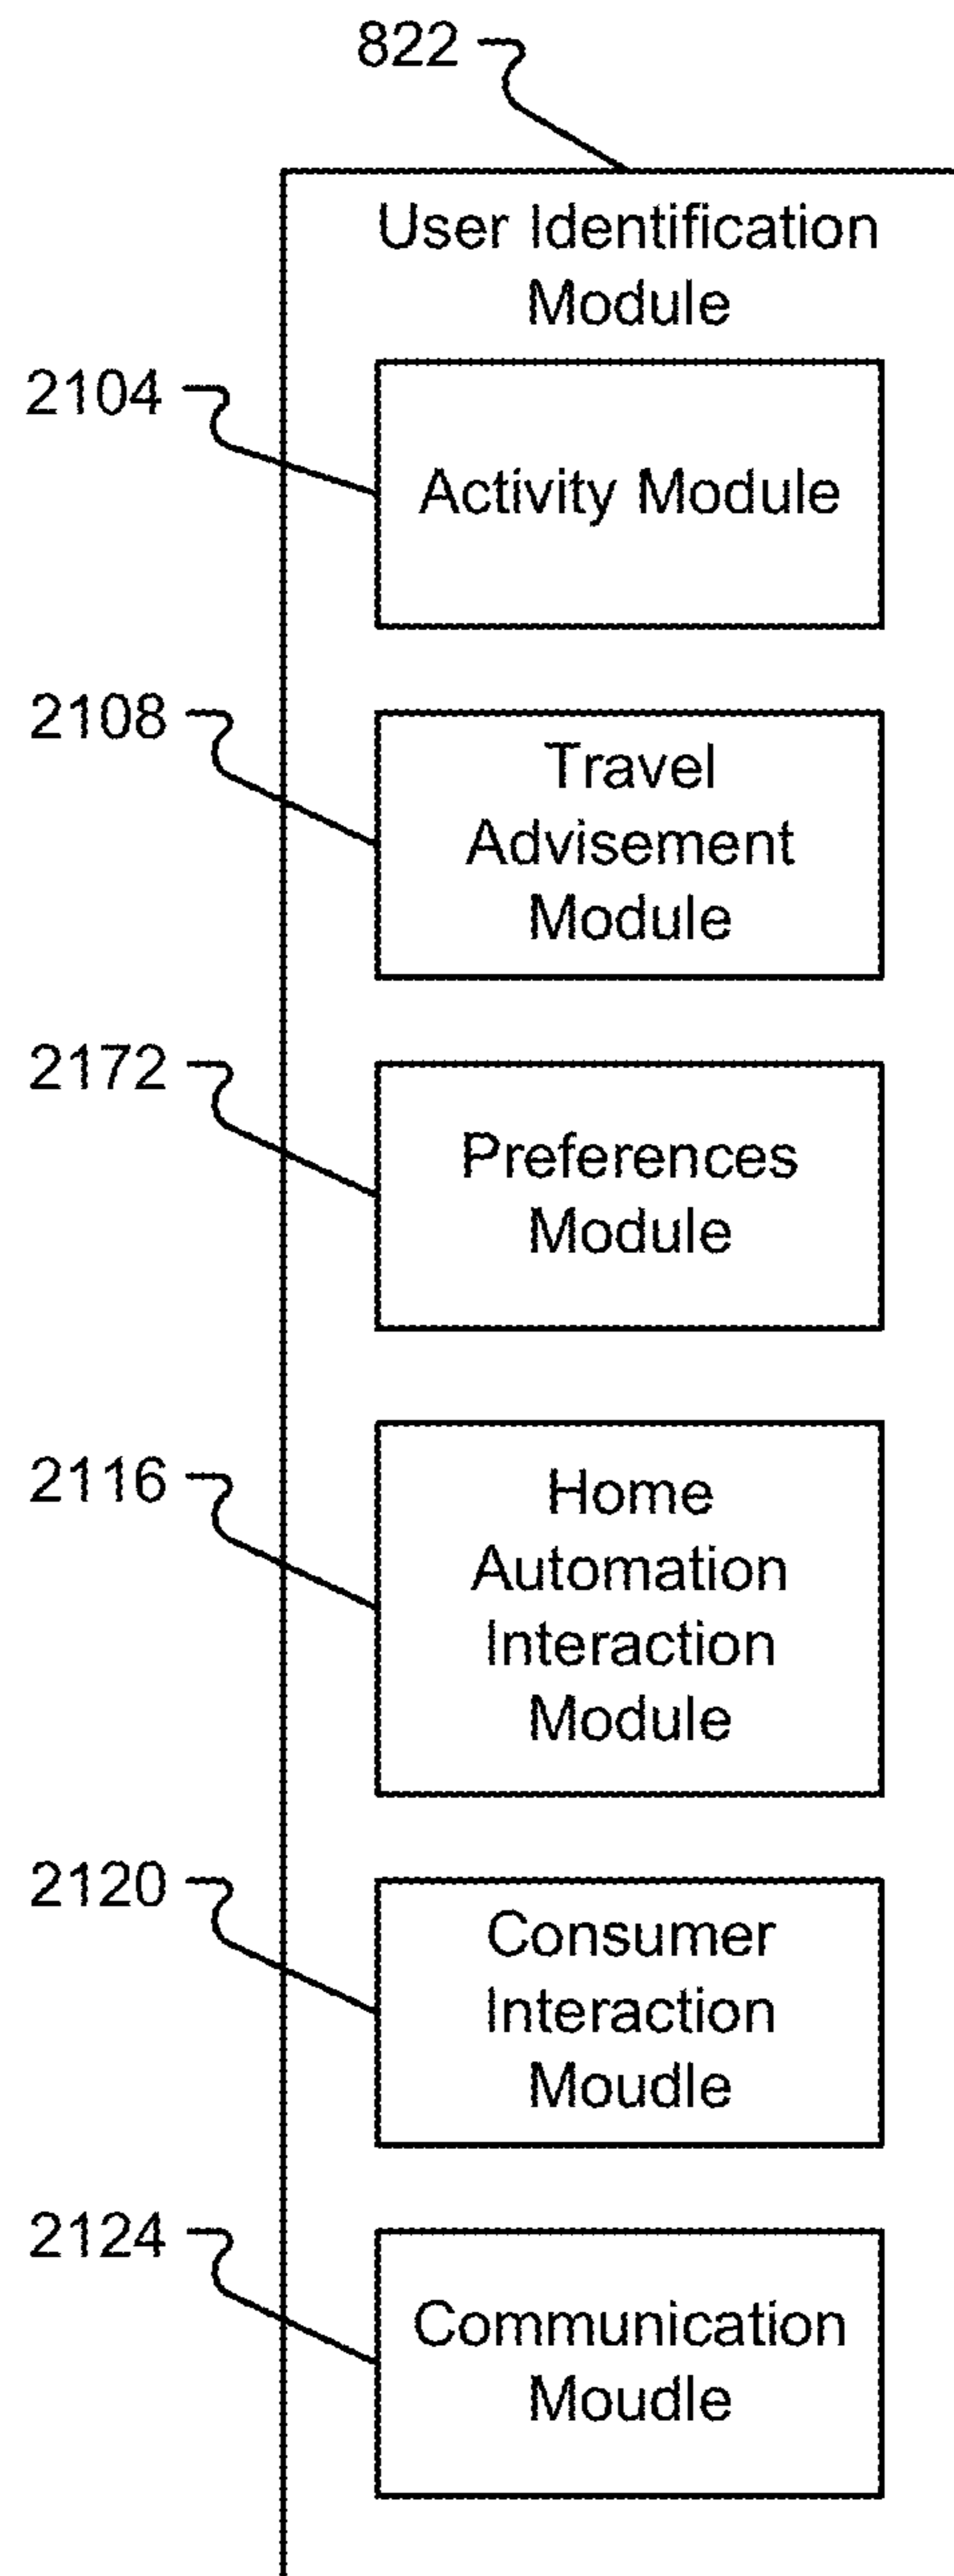 822
User Identification
Module
2104
Activity Module
2108
Travel
Advisement
Module
2172
Preferences
Module
2116
Home
Automation
Interaction
Module
2120
Consumer
Interaction
Moudle
2124
Communication
Moudle